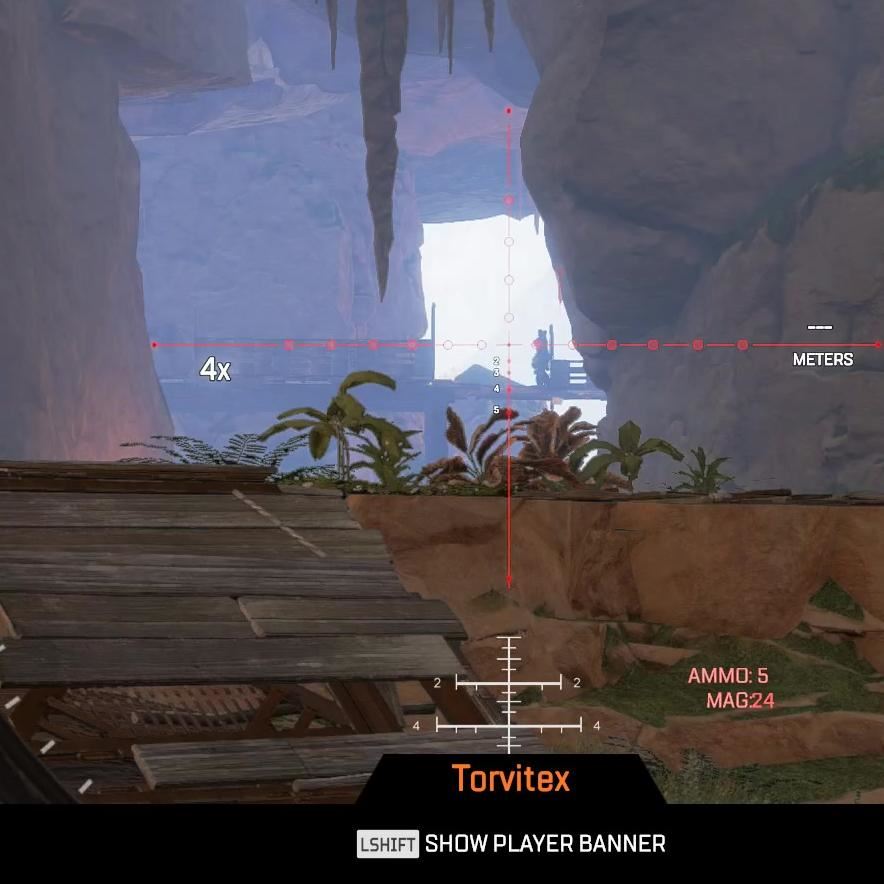 ---
METERS
4x
2
3
4
5
AMMO: 5
MAG:24
2 2
4 4
Torvitex
LSHIFT SHOW PLAYER BANNER